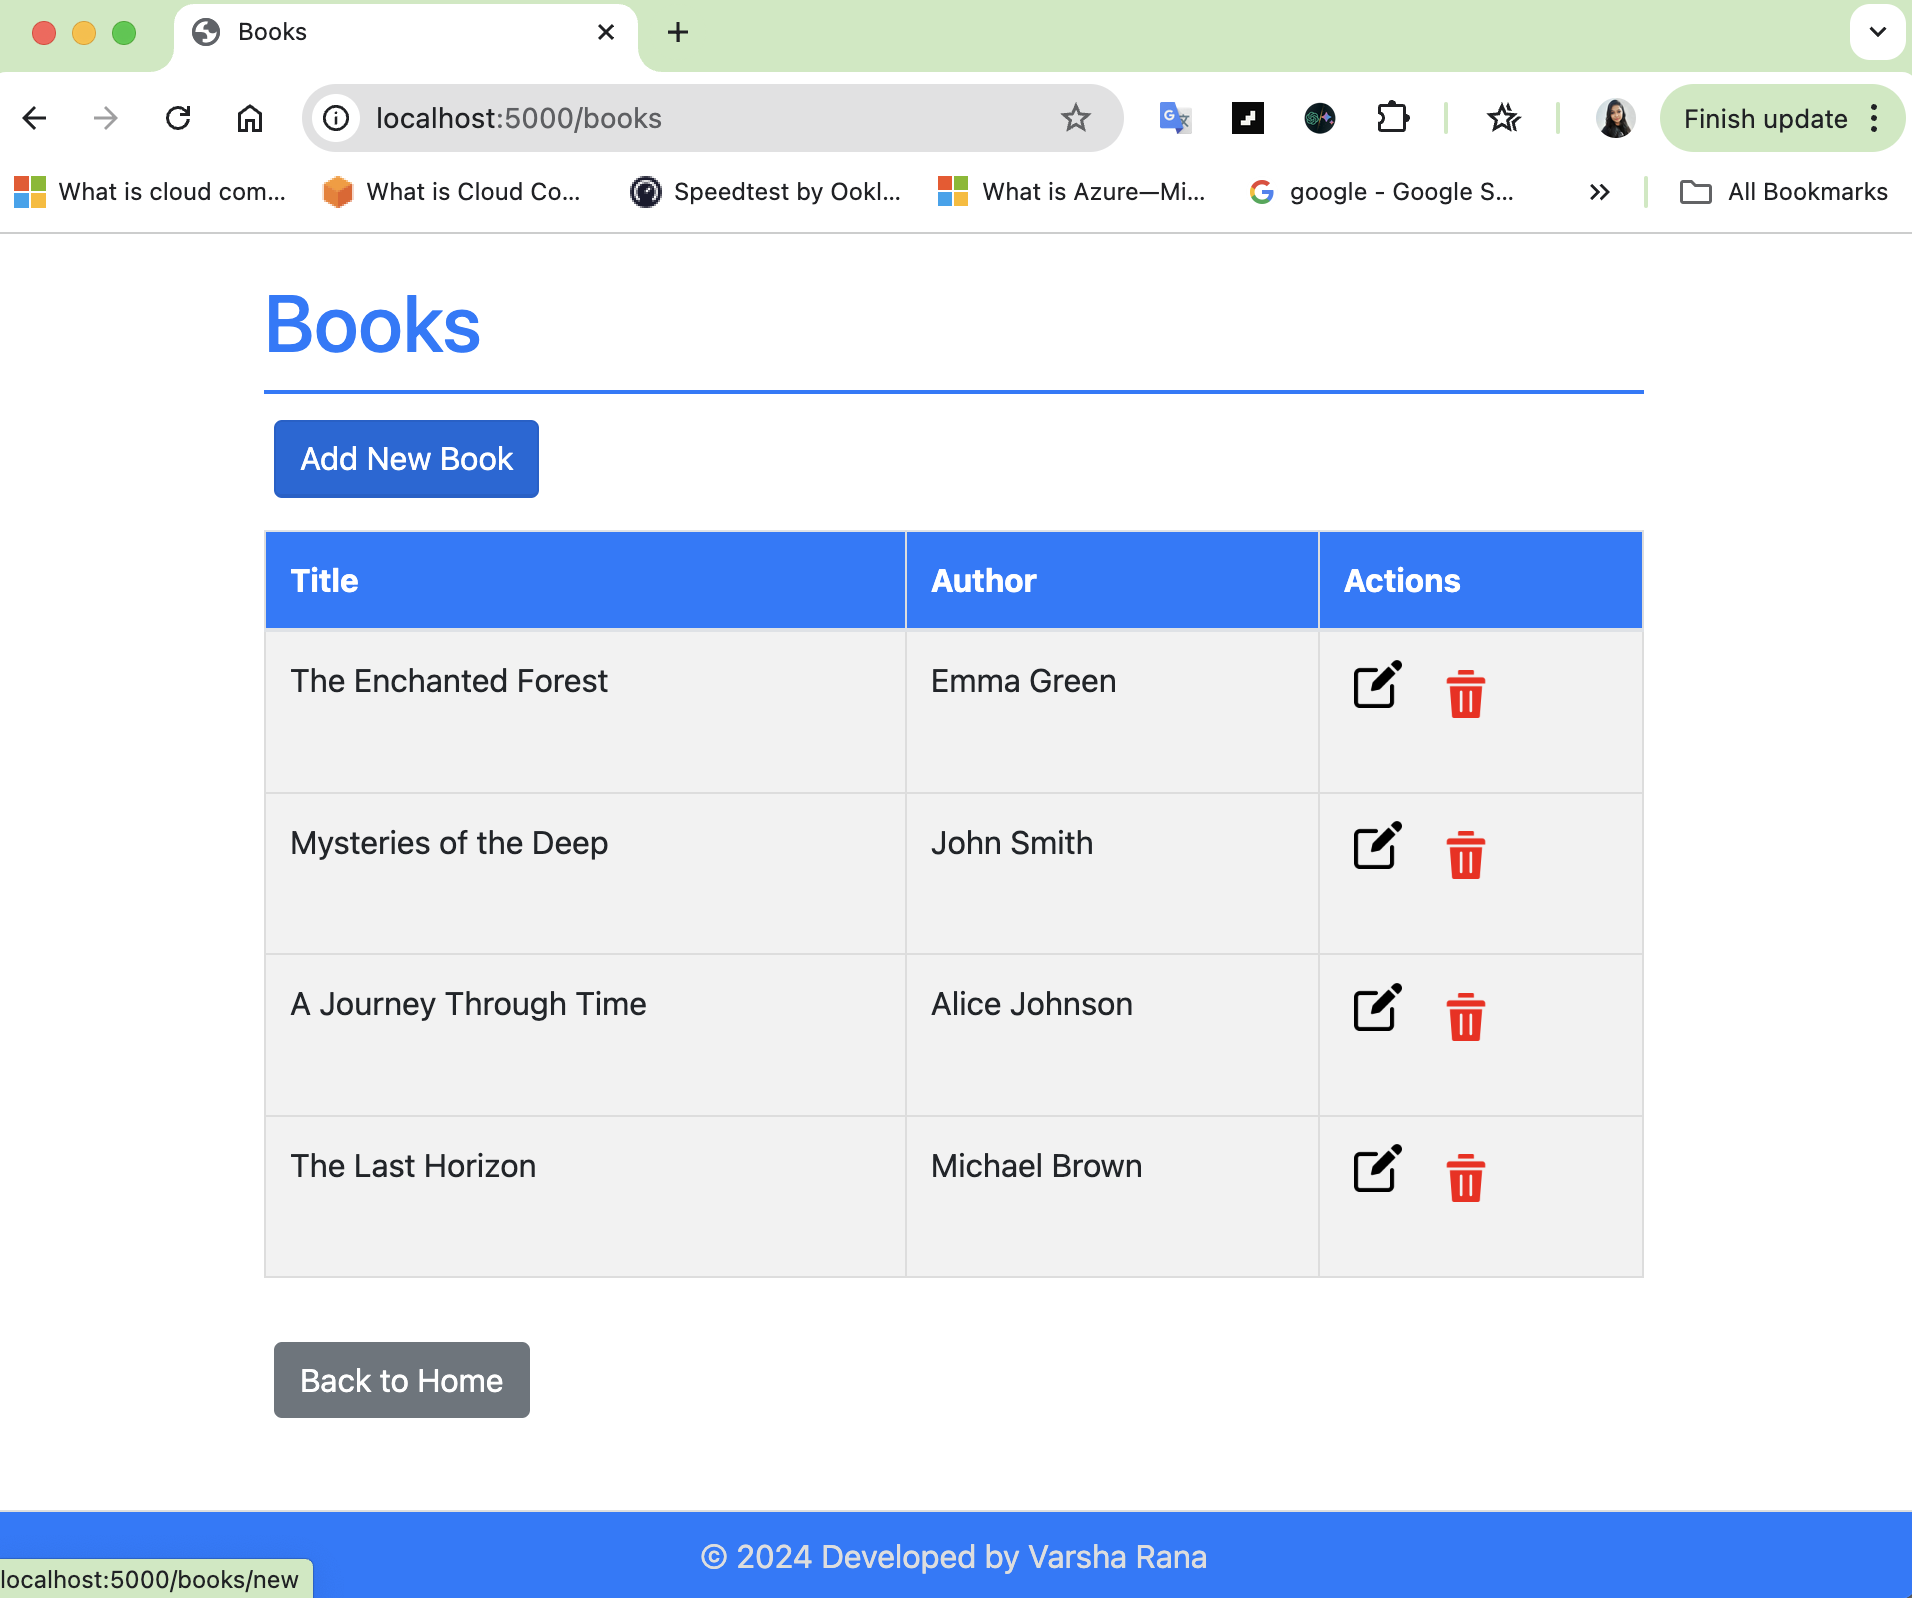 Books
localhost:5000/books
Finish update
What is cloud com...
What is Cloud Co...
Speedtest by Ookl...
What is Azure—Mi...
google - Google S...
All Bookmarks
Books
Add New Book
Title Author Actions
The Enchanted Forest Emma Green
Mysteries of the Deep John Smith
A Journey Through Time Alice Johnson
The Last Horizon Michael Brown
Back to Home
© 2024 Developed by Varsha Rana
localhost:5000/books/new